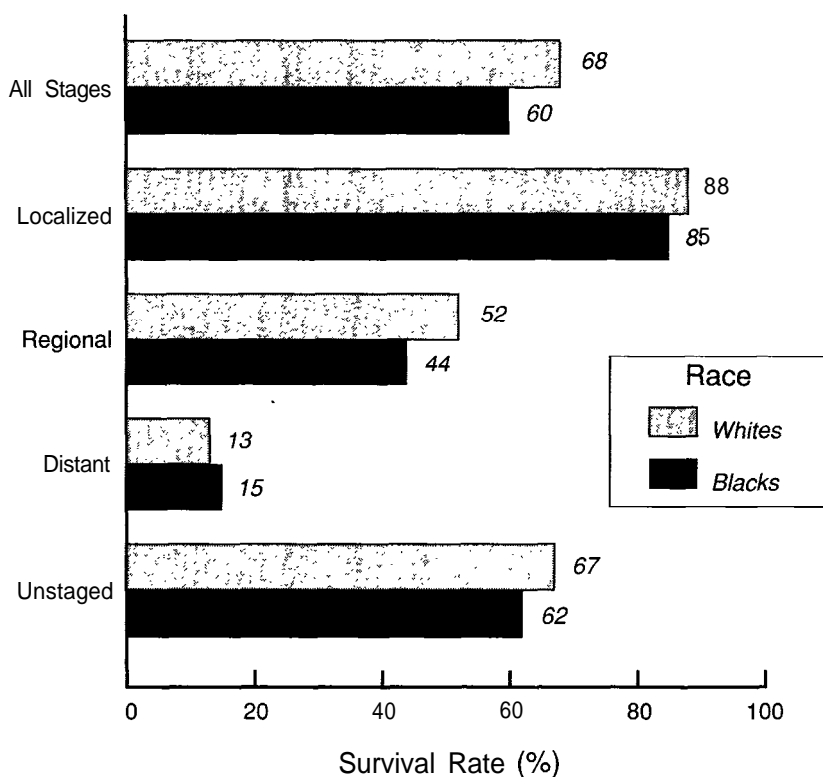 All Stages
68
60
Localized
88
85
Regional
52
44
Distant
13
15
Unstaged
67
62
Race
Whites
Blacks
0 20 40 60 80 100
Survival Rate (%)